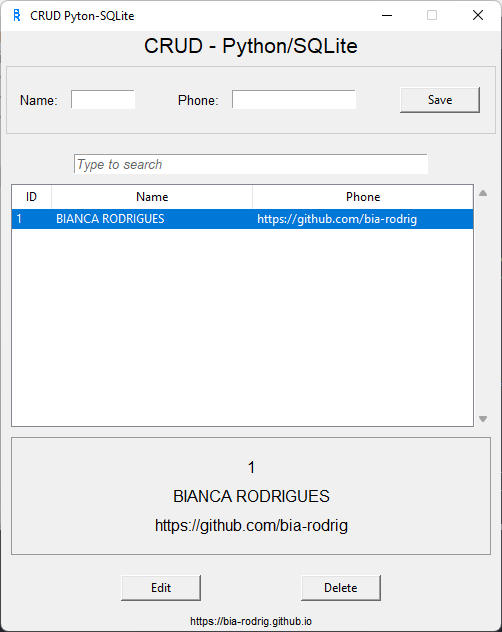 CRUD Pyton-SQLite
CRUD - Python/SQLite
Name: Phone: Save
Type to search
ID Name Phone
1 BIANCA RODRIGUES https://github.com/bia-rodrig
1
BIANCA RODRIGUES
https://github.com/bia-rodrig
Edit Delete
https://bia-rodrig.github.io